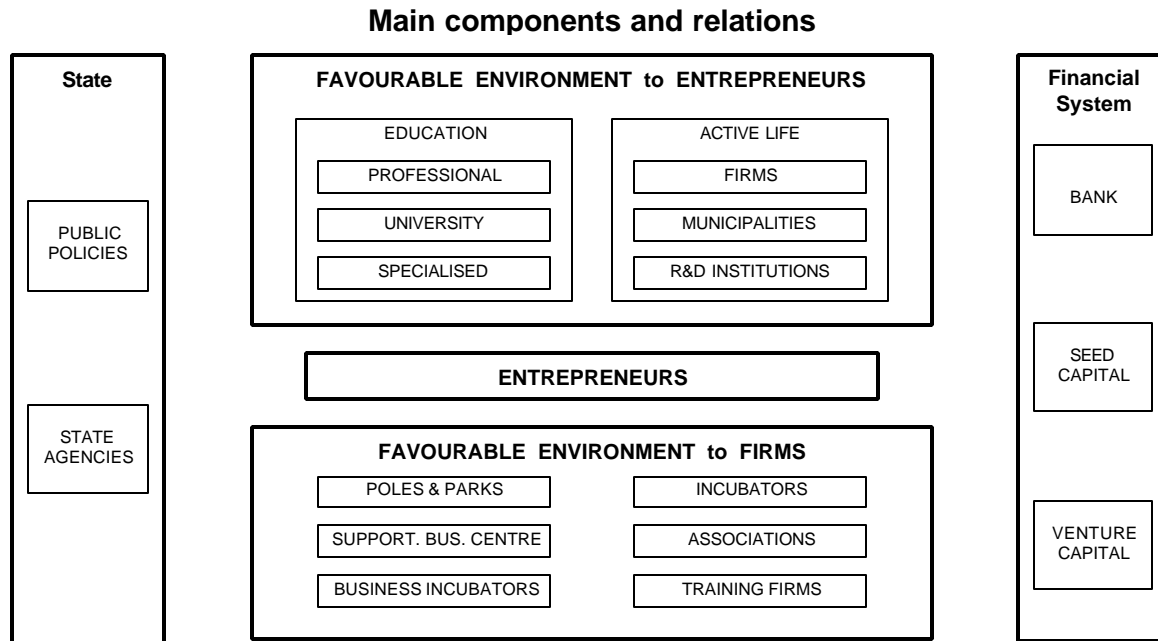 Main components and relations
State
PUBLIC
POLICIES
STATE
AGENCIES
FAVOURABLE ENVIRONMENT to ENTREPRENEURS
EDUCATION
PROFESSIONAL
UNIVERSITY
SPECIALISED
ACTIVE LIFE
FIRMS
MUNICIPALITIES
R&D INSTITUTIONS
ENTREPRENEURS
FAVOURABLE ENVIRONMENT to FIRMS
POLES & PARKS
SUPPORT. BUS. CENTRE
BUSINESS INCUBATORS
INCUBATORS
ASSOCIATIONS
TRAINING FIRMS
Financial
System
BANK
SEED
CAPITAL
VENTURE
CAPITAL